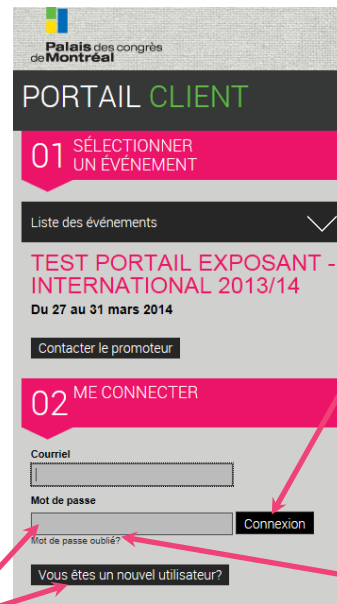 Palais des congrès
de Montréal
PORTAIL CLIENT
01 SÉLECTIONNER
UN ÉVÉNEMENT
Liste des événements
TEST PORTAIL EXPOSANT -
INTERNATIONAL 2013/14
Du 27 au 31 mars 2014
Contacter le promoteur
02 ME CONNECTER
Courriel
Mot de passe
Connexion
Mot de passe oublié?
Vous êtes un nouvel utilisateur?